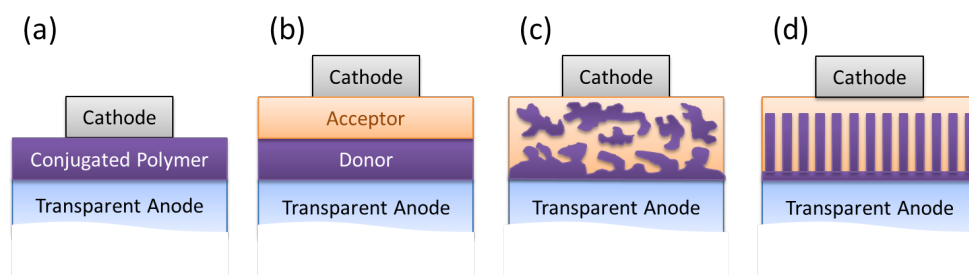 (a)
Cathode
Conjugated Polymer
Transparent Anode
(b)
Cathode
Acceptor
Donor
Transparent Anode
(c)
Cathode
Transparent Anode
(d)
Cathode
Transparent Anode